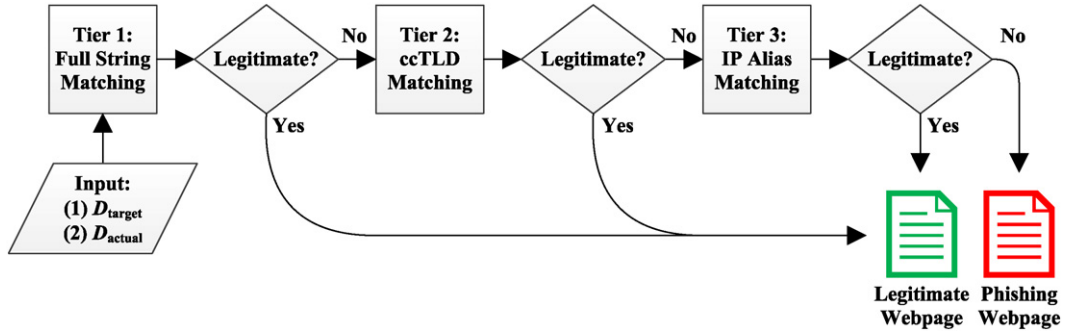 Tier 1:
Full String
Matching
Legitimate?
No
Yes
Tier 2:
ccTLD
Matching
Legitimate?
No
Yes
Tier 3:
IP Alias
Matching
Legitimate?
No
Yes
Input:
(1) Dtarget
(2) Dactual
Legitimate
Webpage
Phishing
Webpage